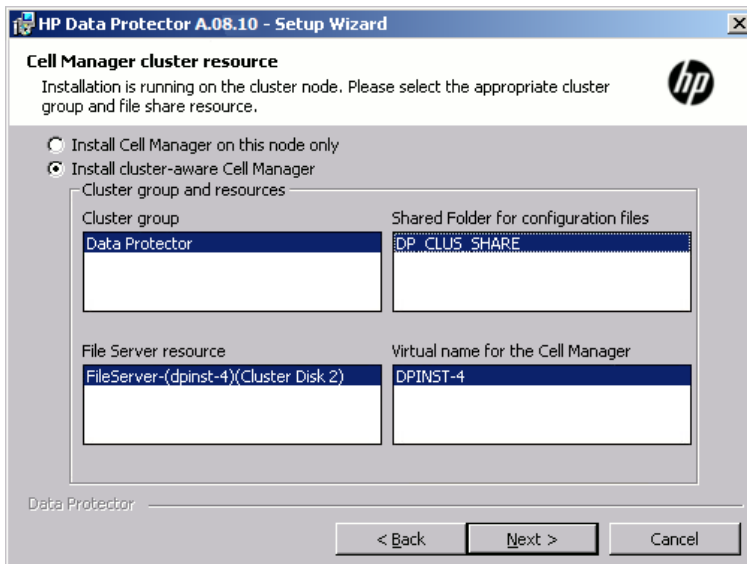 HP Data Protector A.08.10 - Setup Wizard
Cell Manager cluster resource
Installation is running on the cluster node. Please select the appropriate cluster
group and file share resource.
hp
Install Cell Manager on this node only
Install cluster-aware Cell Manager
Cluster group and resources
Cluster group
Shared Folder for configuration files
Data Protector
DP_CLUS_SHARE
File Server resource
Virtual name for the Cell Manager
FileServer-(dpinst-4)(Cluster Disk 2)
DPINST-4
Data Protector
< Back
Next >
Cancel